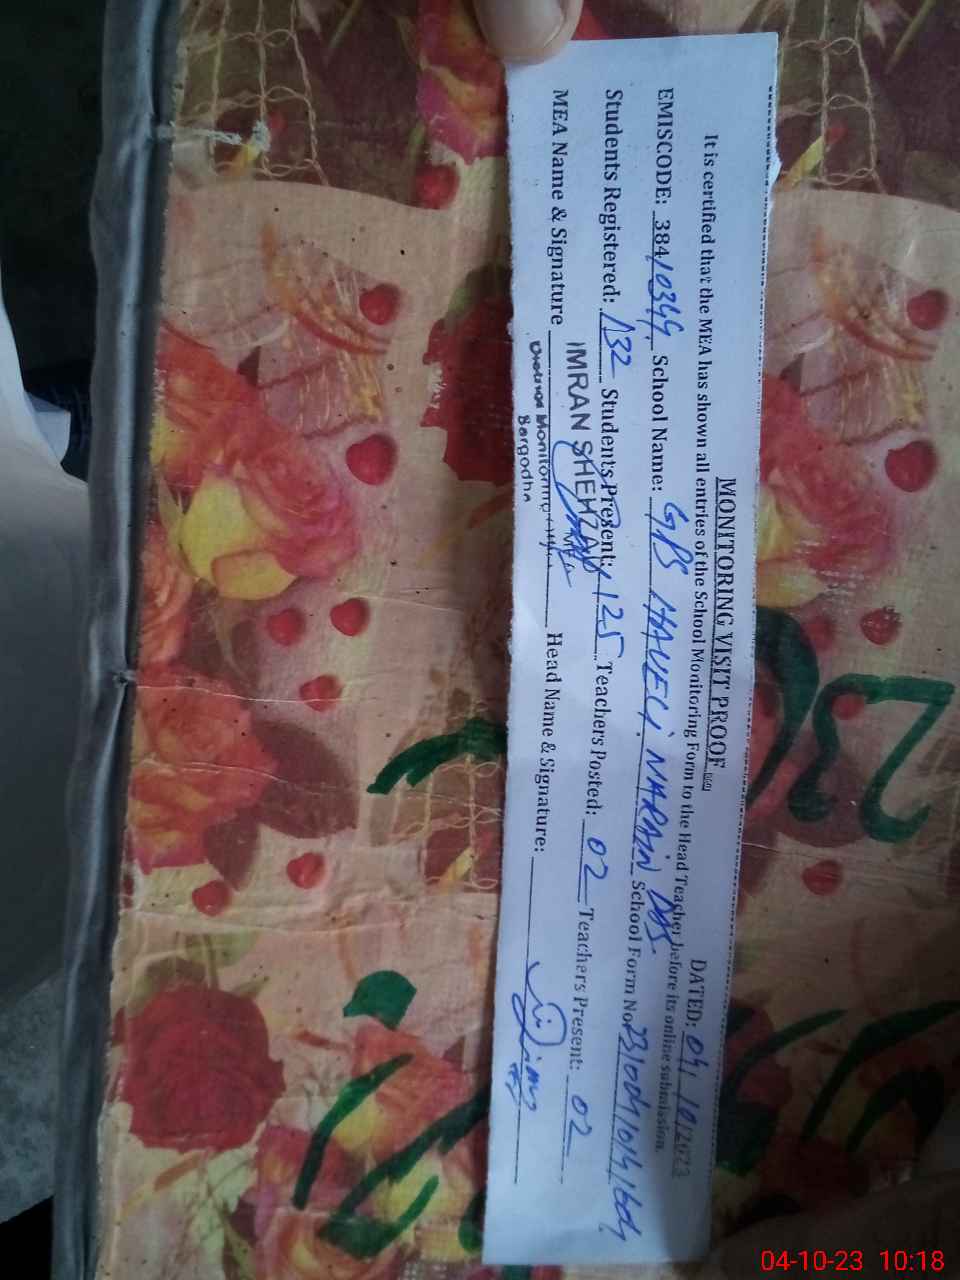 MONITORING VISIT PROOF
DATED: 04/10/2023
It is certified that the MEA has shown all entries of the School Monitoring Form to the Head Teacher before its online submission.
EMISCODE: 38410349 School Name: GPS HAVELI NARAIN DAS. School Form No
Students Registered: 132 Students Present: 125 Teachers Posted: 02 Teachers Present: 02
MEA Name & Signature IMRAN SHEHZAD Head Name & Signature:
04-10-23 10:18